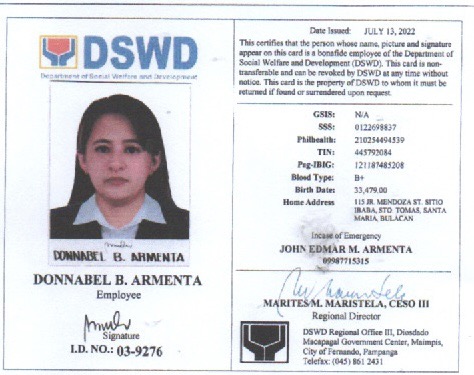 DSWD
Department of Social Welfare and Development
DONNABEL B. ARMENTA
DONNABEL B. ARMENTA
Employee
Signature
I.D. NO.: 03-9276
Date Issued: JULY 13, 2022
This certifies that the person whose name, picture and signature
appear on this card is a bonafide employee of the Department of
Social Welfare and Development (DSWD). This card is non-
transferable and can be revoked by DSWD at any time without
notice. This card is the property of DSWD to whom it must be
returned if found or surrendered upon request.
GSIS: N/A
SSS: 0122698837
Philhealth: 210254494539
TIN: 445792084
Pag-IBIG: 121187485208
Blood Type: B+
Birth Date: 33,479.00
Home Address 115 JR. MENDOZA ST. SITIO
IBABA, STO. TOMAS, SANTA
MARIA, BULACAN
Incase of Emergency
JOHN EDMAR M. ARMENTA
09987715315
MARITES M. MARISTELA, CESO III
Regional Director
DSWD Regional Office III, Diosdado
Macapagal Government Center, Maimpis,
City of Fernando, Pampanga
Telefax: (045) 861 2431